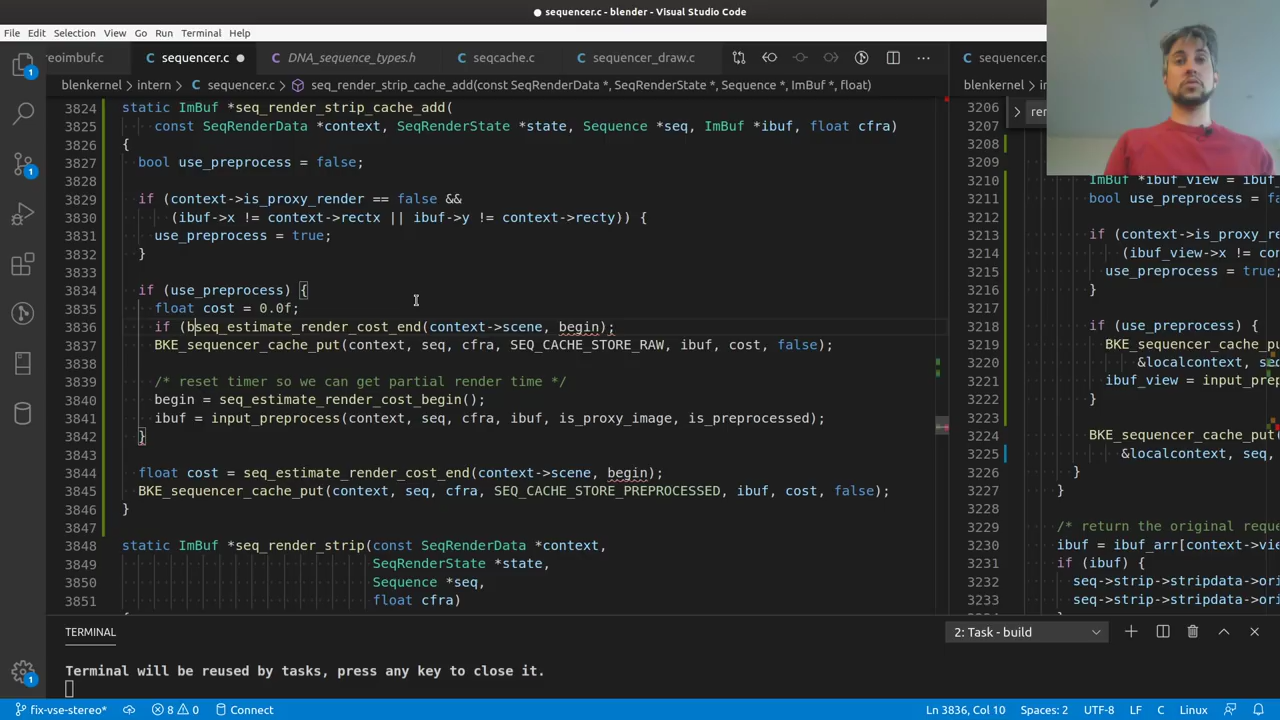 sequencer.c - blender - Visual Studio Code
File Edit Selection View Go Run Terminal Help
reoimbuf.c sequencer.c DNA_sequence_types.h seqcache.c sequencer_draw.c sequencer.c
blenkernel > intern > sequencer.c > seq_render_strip_cache_add(const SeqRenderData *, SeqRenderState *, Sequence *, ImBuf *, float)
blenkernel > in
3824 static ImBuf *seq_render_strip_cache_add(
3825 const SeqRenderData *context, SeqRenderState *state, Sequence *seq, ImBuf *ibuf, float cfra)
3826 {
3827 bool use_preprocess = false;
3828
3829 if (context->is_proxy_render == false &&
3830 (ibuf->x != context->rectx || ibuf->y != context->recty)) {
3831 use_preprocess = true;
3832 }
3833
3834 if (use_preprocess) {
3835 float cost = 0.0f;
3836 if (bseq_estimate_render_cost_end(context->scene, begin);
3837 BKE_sequencer_cache_put(context, seq, cfra, SEQ_CACHE_STORE_RAW, ibuf, cost, false);
3838
3839 /* reset timer so we can get partial render time */
3840 begin = seq_estimate_render_cost_begin();
3841 ibuf = input_preprocess(context, seq, cfra, ibuf, is_proxy_image, is_preprocessed);
3842 }
3843
3844 float cost = seq_estimate_render_cost_end(context->scene, begin);
3845 BKE_sequencer_cache_put(context, seq, cfra, SEQ_CACHE_STORE_PREPROCESSED, ibuf, cost, false);
3846 }
3847
3848 static ImBuf *seq_render_strip(const SeqRenderData *context,
3849 SeqRenderState *state,
3850 Sequence *seq,
3851 float cfra)
3206
3207
3208
3209
3210 ImBuf *ibuf_view = ibuf_
3211 bool use_preprocess = fa
3212
3213 if (context->is_proxy_re
3214 (ibuf_view->x != con
3215 use_preprocess = true;
3216 }
3217
3218 if (use_preprocess) {
3219 BKE_sequencer_cache_pu
3220 &localcontext, se
3221 ibuf_view = input_prep
3222 }
3223
3224 BKE_sequencer_cache_put(
3225 &localcontext, seq,
3226 }
3227 }
3228
3229 /* return the original reque
3230 ibuf = ibuf_arr[context->vie
3231 if (ibuf) {
3232 seq->strip->stripdata->ori
3233 seq->strip->stripdata->ori
rer
TERMINAL
2: Task - build
Terminal will be reused by tasks, press any key to close it.
fix-vse-stereo* 8 0 Connect
Ln 3836, Col 10 Spaces: 2 UTF-8 LF C Linux